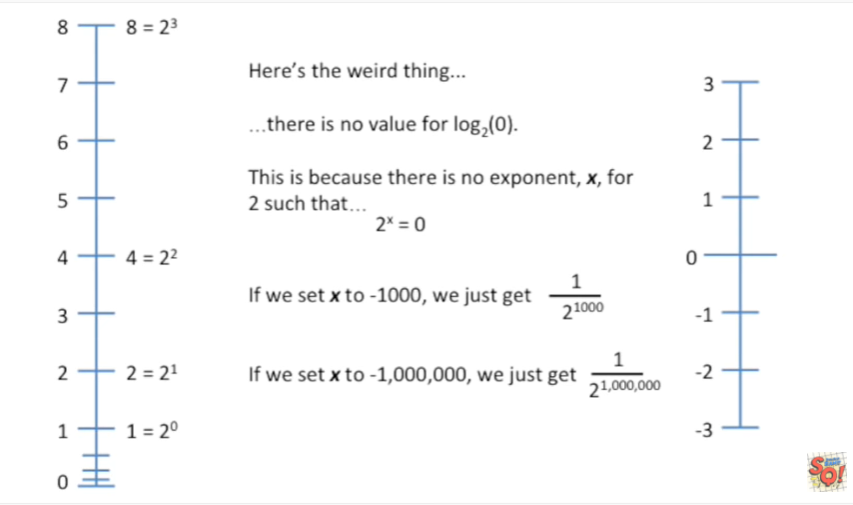 8
8 = 2³
7
6
5
4
4 = 2²
3
2
2 = 2¹
1
1 = 2⁰
0
Here's the weird thing...
...there is no value for log₂(0).
This is because there is no exponent, x, for
2 such that...
2ˣ = 0
If we set x to -1000, we just get 1/2¹⁰⁰⁰
If we set x to -1,000,000, we just get 1/2¹,⁰⁰⁰,⁰⁰⁰
3
2
1
0
-1
-2
-3
SQ!